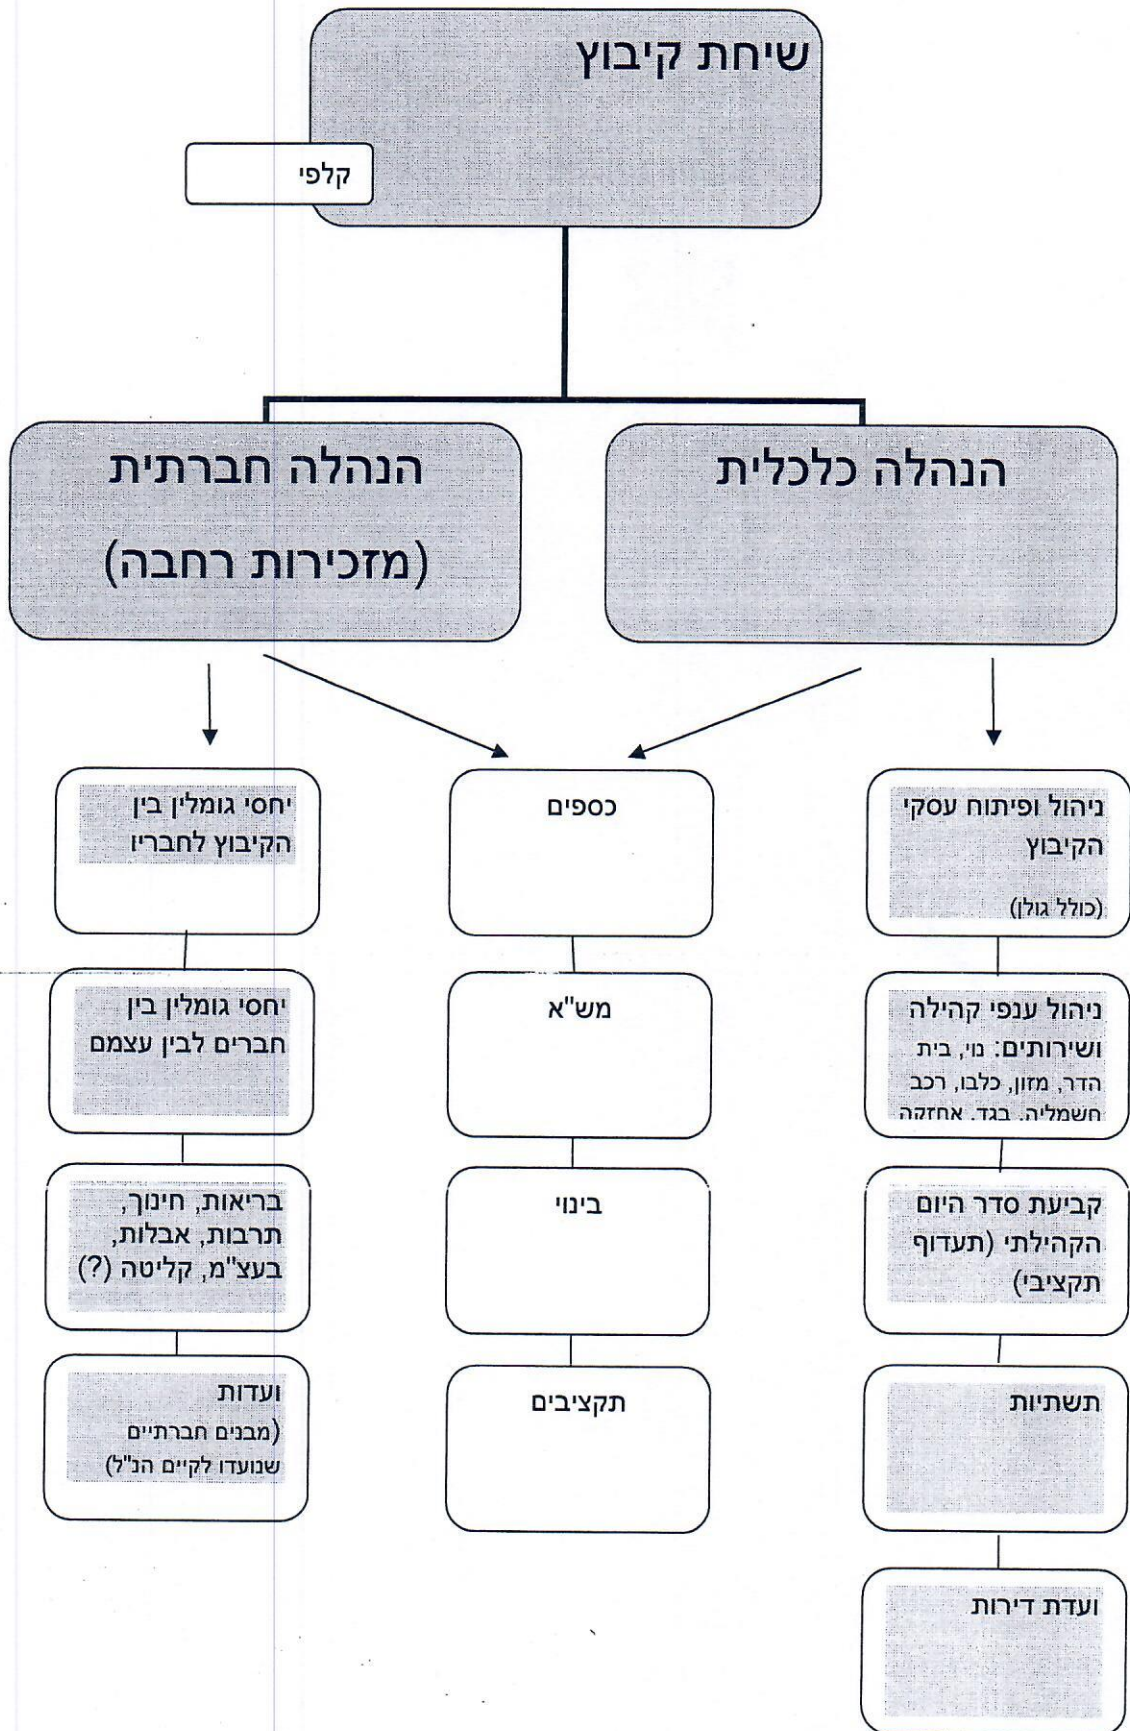 שיחת קיבוץ
קלפי
הנהלה כלכלית
הנהלה חברתית
(מזכירות רחבה)
ניהול ופיתוח עסקי
הקיבוץ
(כולל גולן)
ניהול ענפי קהילה
ושירותים: נוי, בית
הדר, מזון, כלבו, רכב
חשמליה, בגד, אחזקה
קביעת סדר היום
הקהילתי (תעדוף
תקציבי)
תשתיות
ועדת דירות
כספים
מש"א
בינוי
תקציבים
יחסי גומלין בין
הקיבוץ לחבריו
יחסי גומלין בין
חברים לבין עצמם
בריאות, חינוך,
תרבות, אבלות,
בעצ"מ, קליטה (?)
ועדות
(מבנים חברתיים
שנועדו לקיים הנ"ל)